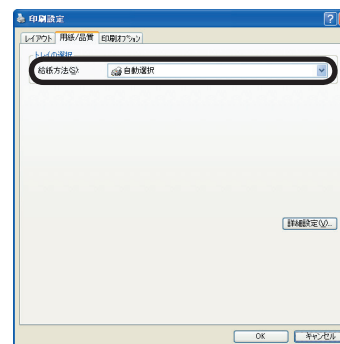 印刷設定
レイアウト 用紙/品質 印刷オプション
トレイの選択
給紙方法(S): 自動選択
詳細設定(V)...
OK キャンセル